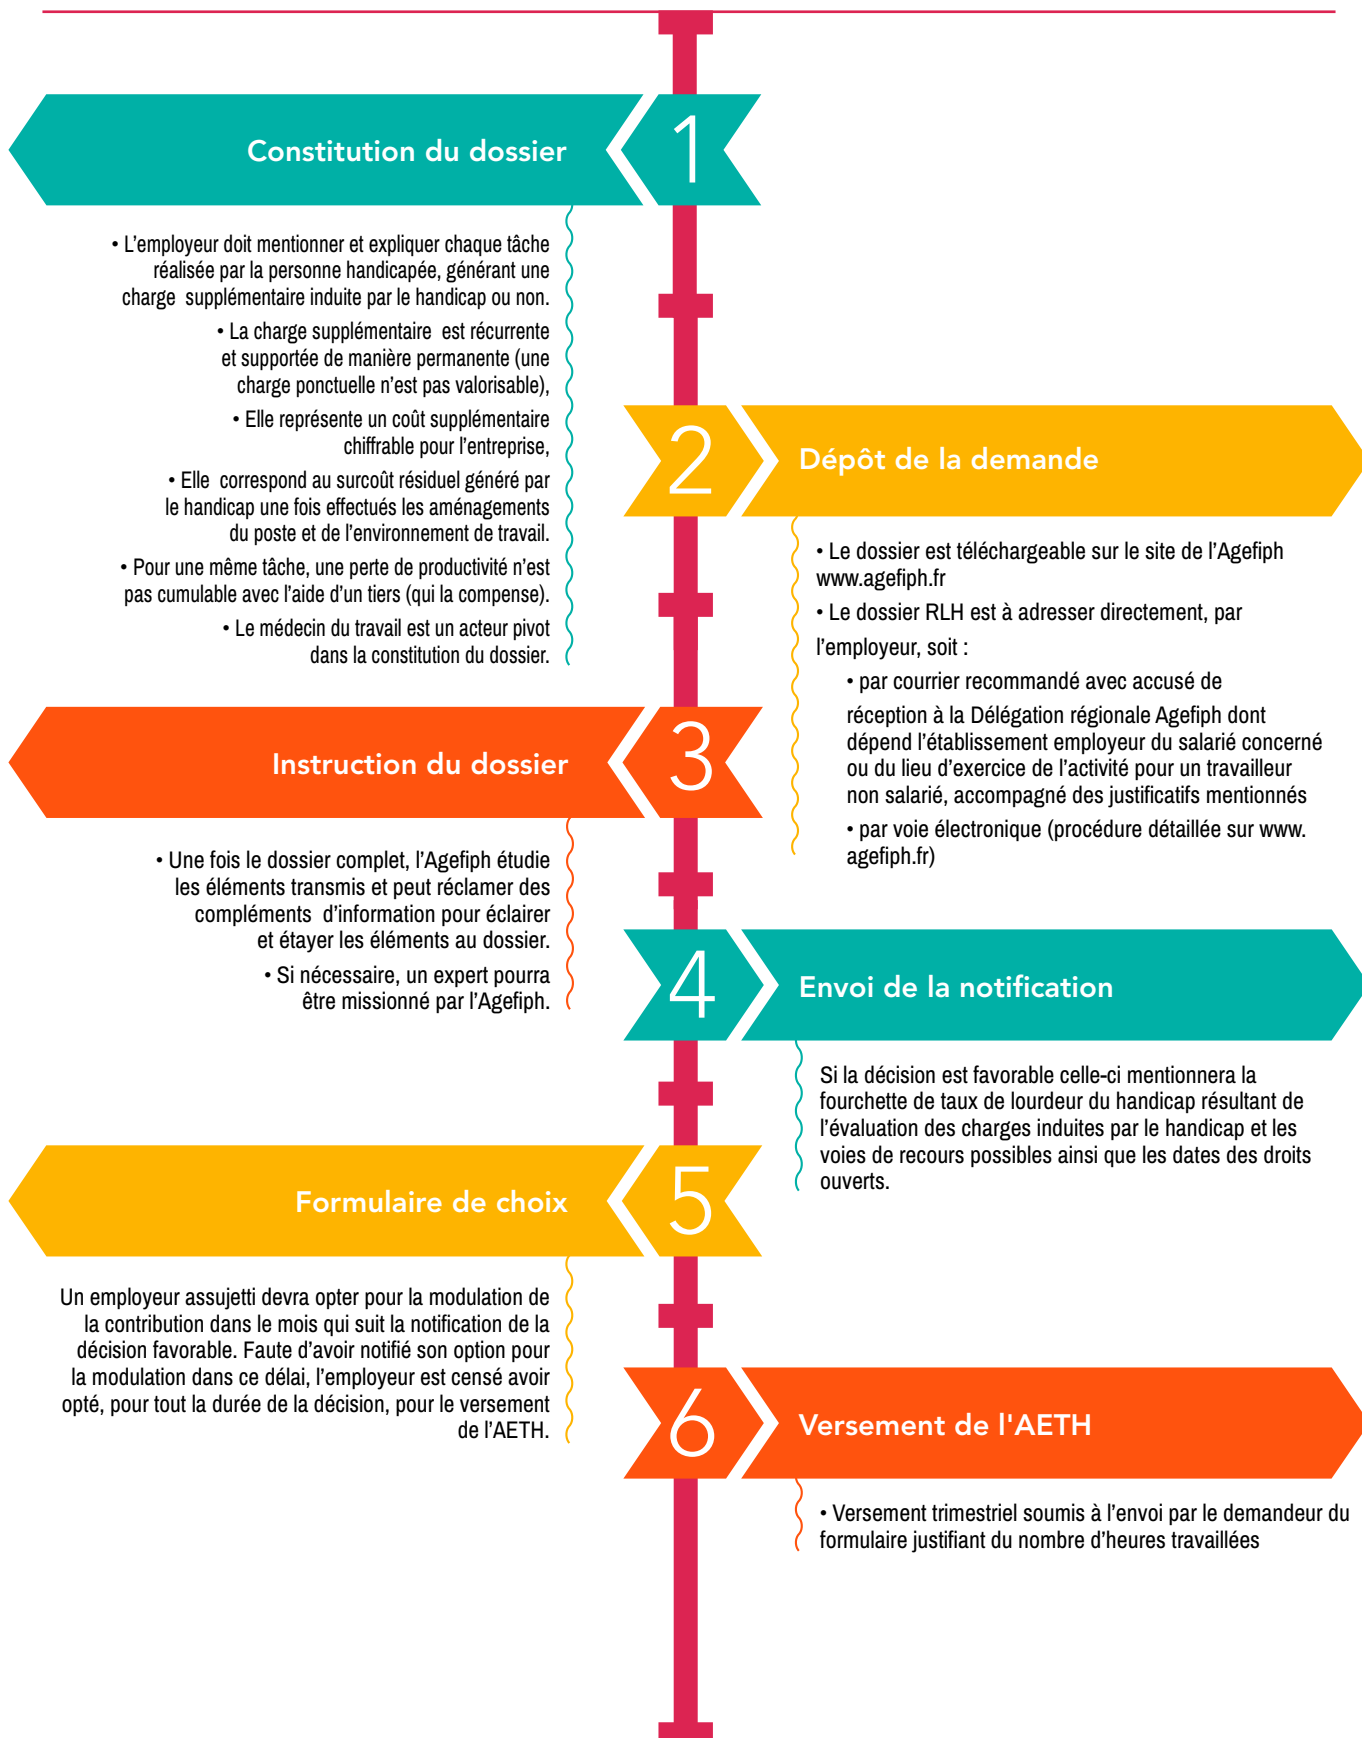 1
Constitution du dossier
• L’employeur doit mentionner et expliquer chaque tâche
réalisée par la personne handicapée, générant une
charge supplémentaire induite par le handicap ou non.
• La charge supplémentaire est récurrente
et supportée de manière permanente (une
charge ponctuelle n’est pas valorisable),
• Elle représente un coût supplémentaire
chiffrable pour l’entreprise,
• Elle correspond au surcoût résiduel généré par
le handicap une fois effectués les aménagements
du poste et de l’environnement de travail.
• Pour une même tâche, une perte de productivité n’est
pas cumulable avec l’aide d’un tiers (qui la compense).
• Le médecin du travail est un acteur pivot
dans la constitution du dossier.
2
Dépôt de la demande
• Le dossier est téléchargeable sur le site de l’Agefiph
www.agefiph.fr
• Le dossier RLH est à adresser directement, par
l’employeur, soit :
• par courrier recommandé avec accusé de
réception à la Délégation régionale Agefiph dont
dépend l’établissement employeur du salarié concerné
ou du lieu d’exercice de l’activité pour un travailleur
non salarié, accompagné des justificatifs mentionnés
• par voie électronique (procédure détaillée sur www.
agefiph.fr)
3
Instruction du dossier
• Une fois le dossier complet, l’Agefiph étudie
les éléments transmis et peut réclamer des
compléments d’information pour éclairer
et étayer les éléments au dossier.
• Si nécessaire, un expert pourra
être missionné par l’Agefiph.
4
Envoi de la notification
Si la décision est favorable celle-ci mentionnera la
fourchette de taux de lourdeur du handicap résultant de
l’évaluation des charges induites par le handicap et les
voies de recours possibles ainsi que les dates des droits
ouverts.
5
Formulaire de choix
Un employeur assujetti devra opter pour la modulation de
la contribution dans le mois qui suit la notification de la
décision favorable. Faute d’avoir notifié son option pour
la modulation dans ce délai, l’employeur est censé avoir
opté, pour tout la durée de la décision, pour le versement
de l’AETH.
6
Versement de l'AETH
• Versement trimestriel soumis à l’envoi par le demandeur du
formulaire justifiant du nombre d’heures travaillées